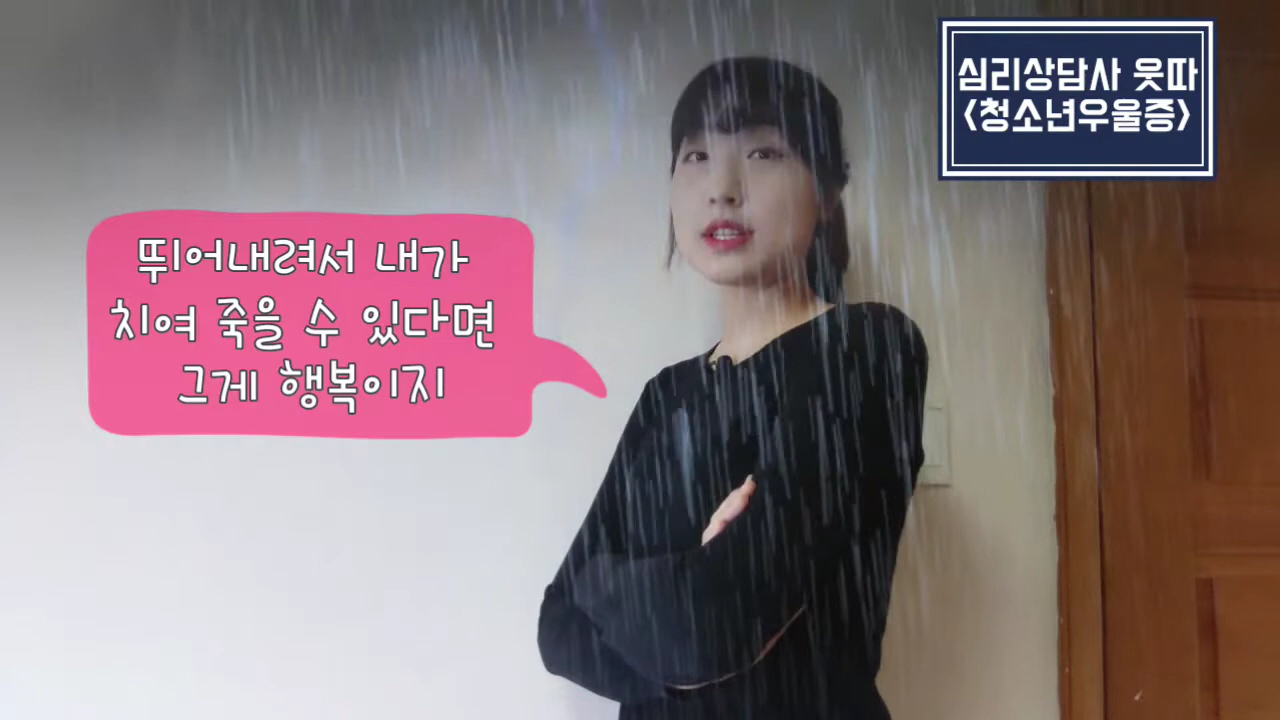 심리상담사 웃따
<청소년우울증>
뛰어내려서 내가
치여 죽을 수 있다면
그게 행복이지